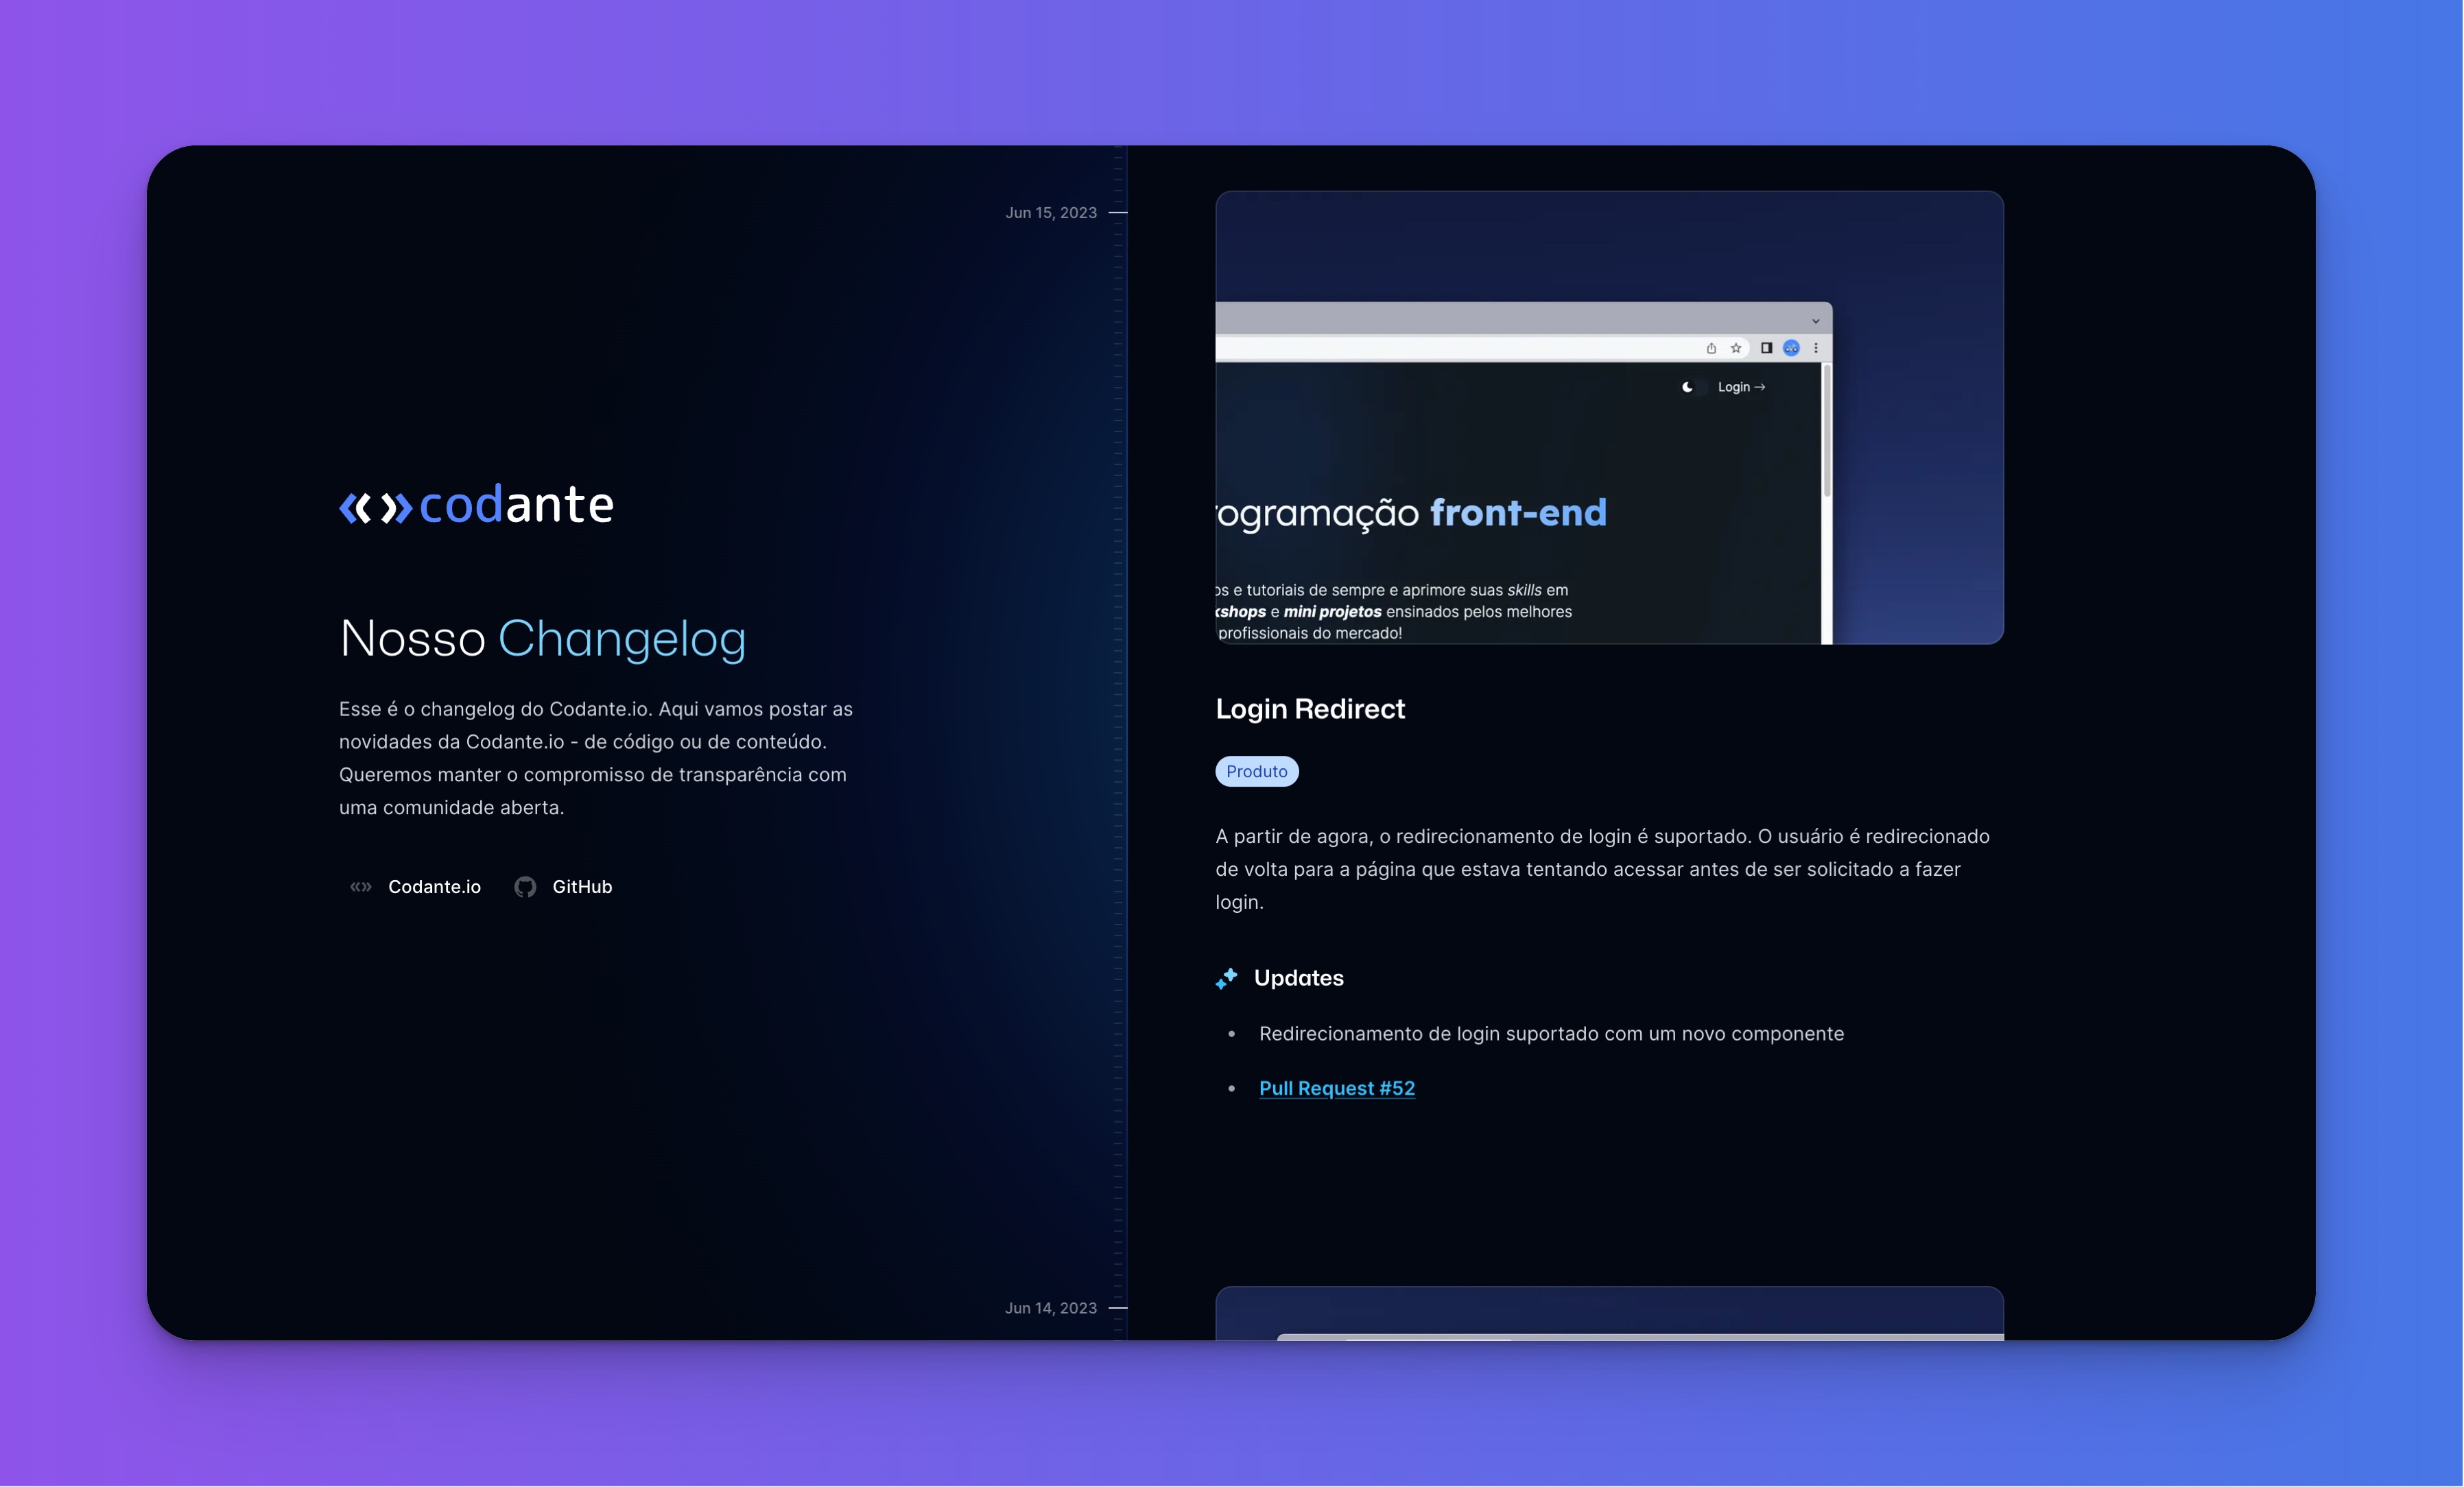 codante
Nosso Changelog
Esse é o changelog do Codante.io. Aqui vamos postar as
novidades da Codante.io - de código ou de conteúdo.
Queremos manter o compromisso de transparência com
uma comunidade aberta.
Codante.io
GitHub
Jun 15, 2023
Login →
rogramação front-end
os e tutoriais de sempre e aprimore suas skills em
kshops e mini projetos ensinados pelos melhores
profissionais do mercado!
Login Redirect
Produto
A partir de agora, o redirecionamento de login é suportado. O usuário é redirecionado
de volta para a página que estava tentando acessar antes de ser solicitado a fazer
login.
Updates
• Redirecionamento de login suportado com um novo componente
• Pull Request #52
Jun 14, 2023